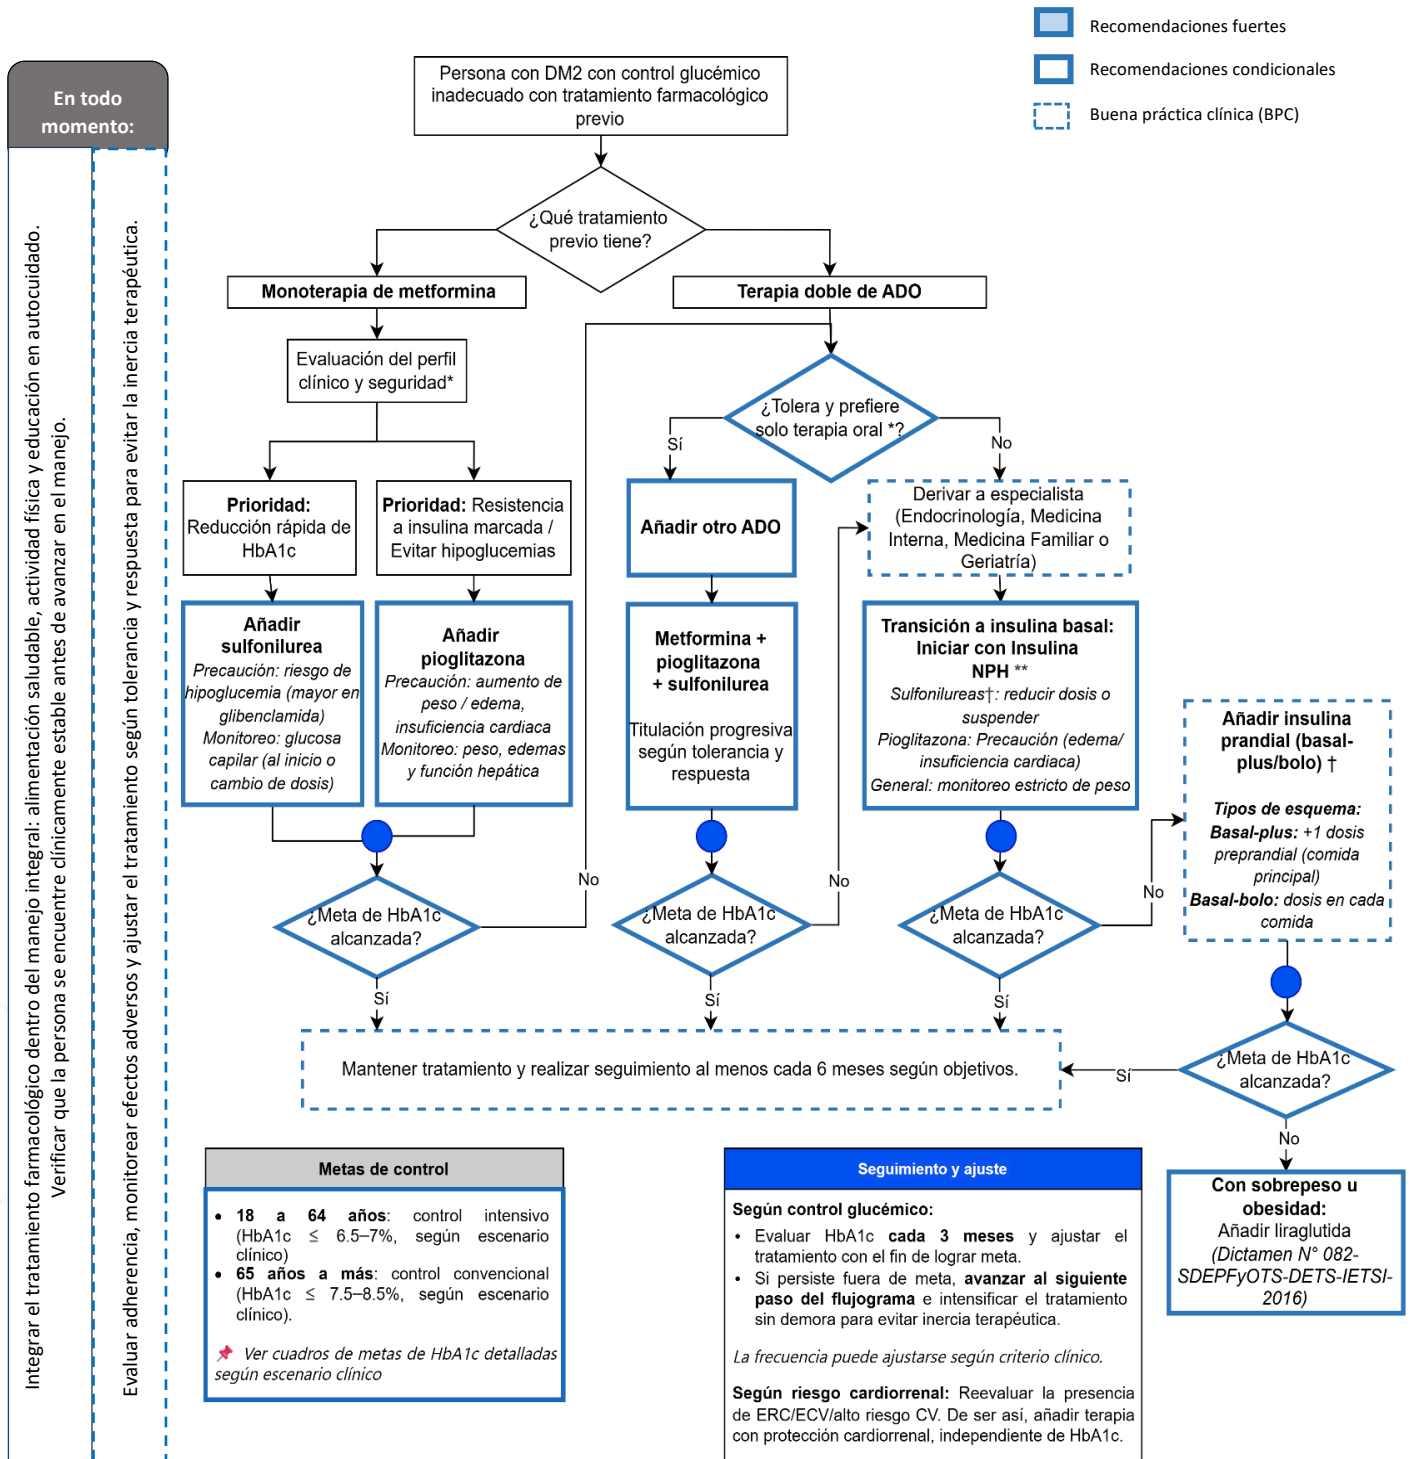 Recomendaciones fuertes
Recomendaciones condicionales
Buena práctica clínica (BPC)
En todo
momento:
Integrar el tratamiento farmacológico dentro del manejo integral: alimentación saludable, actividad física y educación en autocuidado.
Verificar que la persona se encuentre clínicamente estable antes de avanzar en el manejo.
Evaluar adherencia, monitorear efectos adversos y ajustar el tratamiento según tolerancia y respuesta para evitar la inercia terapéutica.
Persona con DM2 con control glucémico
inadecuado con tratamiento farmacológico
previo
¿Qué tratamiento
previo tiene?
Monoterapia de metformina
Terapia doble de ADO
Evaluación del perfil
clínico y seguridad*
¿Tolera y prefiere
solo terapia oral *?
Sí
No
Prioridad:
Reducción rápida de
HbA1c
Prioridad: Resistencia
a insulina marcada /
Evitar hipoglucemias
Añadir otro ADO
Derivar a especialista
(Endocrinología, Medicina
Interna, Medicina Familiar o
Geriatría)
Añadir
sulfonilurea
Precaución: riesgo de
hipoglucemia (mayor en
glibenclamida)
Monitoreo: glucosa
capilar (al inicio o
cambio de dosis)
Añadir
pioglitazona
Precaución: aumento de
peso / edema,
insuficiencia cardiaca
Monitoreo: peso, edemas
y función hepática
Metformina +
pioglitazona
+ sulfonilurea
Titulación progresiva
según tolerancia y
respuesta
Transición a insulina basal:
Iniciar con Insulina
NPH **
Sulfonilureas†: reducir dosis o
suspender
Pioglitazona: Precaución (edema/
insuficiencia cardiaca)
General: monitoreo estricto de peso
Añadir insulina
prandial (basal-
plus/bolo) †
Tipos de esquema:
Basal-plus: +1 dosis
preprandial (comida
principal)
Basal-bolo: dosis en cada
comida
¿Meta de HbA1c
alcanzada?
No
Sí
¿Meta de HbA1c
alcanzada?
No
Sí
¿Meta de HbA1c
alcanzada?
No
Sí
Mantener tratamiento y realizar seguimiento al menos cada 6 meses según objetivos.
¿Meta de HbA1c
alcanzada?
Sí
No
Con sobrepeso u
obesidad:
Añadir liraglutida
(Dictamen N° 082-
SDEPFyOTS-DETS-IETSI-
2016)
Metas de control
• 18 a 64 años: control intensivo
(HbA1c ≤ 6.5–7%, según escenario
clínico)
• 65 años a más: control convencional
(HbA1c ≤ 7.5–8.5%, según escenario
clínico).
📌 Ver cuadros de metas de HbA1c detalladas
según escenario clínico
Seguimiento y ajuste
Según control glucémico:
• Evaluar HbA1c cada 3 meses y ajustar el
tratamiento con el fin de lograr meta.
• Si persiste fuera de meta, avanzar al siguiente
paso del flujograma e intensificar el tratamiento
sin demora para evitar inercia terapéutica.
La frecuencia puede ajustarse según criterio clínico.
Según riesgo cardiorrenal: Reevaluar la presencia
de ERC/ECV/alto riesgo CV. De ser así, añadir terapia
con protección cardiorrenal, independiente de HbA1c.